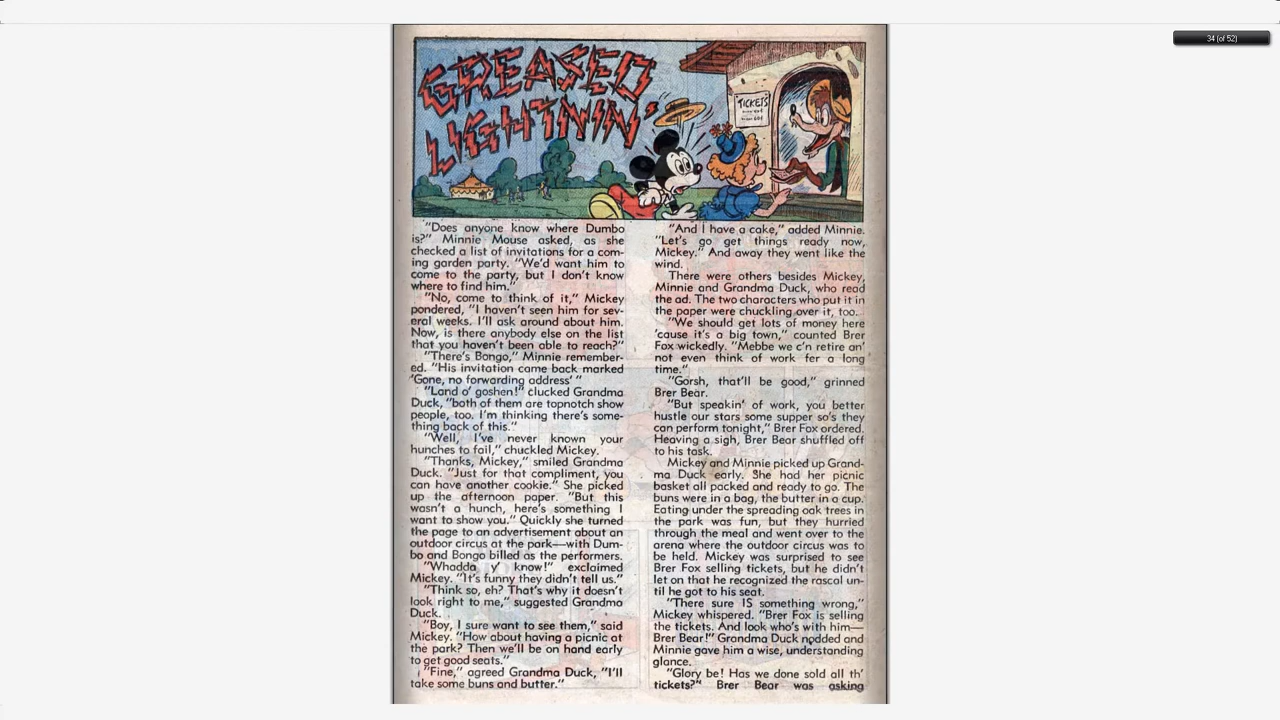 34 (of 52)
GREASED
LIGHTNIN'
TICKETS
"Does anyone know where Dumbo
is?" Minnie Mouse asked, as she
checked a list of invitations for a com-
ing garden party. "We'd want him to
come to the party, but I don't know
where to find him."
"No, come to think of it," Mickey
pondered, "I haven't seen him for sev-
eral weeks. I'll ask around about him.
Now, is there anybody else on the list
that you haven't been able to reach?"
"There's Bongo," Minnie remember-
ed. "His invitation came back marked
'Gone, no forwarding address' "
"Land o' goshen!" clucked Grandma
Duck, "both of them are topnotch show
people, too. I'm thinking there's some-
thing back of this."
"Well, I've never known your
hunches to fail," chuckled Mickey.
"Thanks, Mickey," smiled Grandma
Duck. "Just for that compliment, you
can have another cookie." She picked
up the afternoon paper. "But this
wasn't a hunch, here's something I
want to show you." Quickly she turned
the page to an advertisement about an
outdoor circus at the park—with Dum-
bo and Bongo billed as the performers.
"Whadda y' know!" exclaimed
Mickey. "It's funny they didn't tell us."
"Think so, eh? That's why it doesn't
look right to me," suggested Grandma
Duck.
"Boy, I sure want to see them," said
Mickey. "How about having a picnic at
the park? Then we'll be on hand early
to get good seats."
"Fine," agreed Grandma Duck, "I'll
take some buns and butter."
"And I have a cake," added Minnie.
"Let's go get things ready now,
Mickey." And away they went like the
wind.
There were others besides Mickey,
Minnie and Grandma Duck, who read
the ad. The two characters who put it in
the paper were chuckling over it, too.
"We should get lots of money here
'cause it's a big town," counted Brer
Fox wickedly. "Mebbe we c'n retire an'
not even think of work fer a long
time."
"Gorsh, that'll be good," grinned
Brer Bear.
"But speakin' of work, you better
hustle our stars some supper so's they
can perform tonight," Brer Fox ordered.
Heaving a sigh, Brer Bear shuffled off
to his task.
Mickey and Minnie picked up Grand-
ma Duck early. She had her picnic
basket all packed and ready to go. The
buns were in a bag, the butter in a cup.
Eating under the spreading oak trees in
the park was fun, but they hurried
through the meal and went over to the
arena where the outdoor circus was to
be held. Mickey was surprised to see
Brer Fox selling tickets, but he didn't
let on that he recognized the rascal un-
til he got to his seat.
"There sure IS something wrong,"
Mickey whispered. "Brer Fox is selling
the tickets. And look who's with him—
Brer Bear!" Grandma Duck nodded and
Minnie gave him a wise, understanding
glance.
"Glory be! Has we done sold all th'
tickets?" Brer Bear was asking